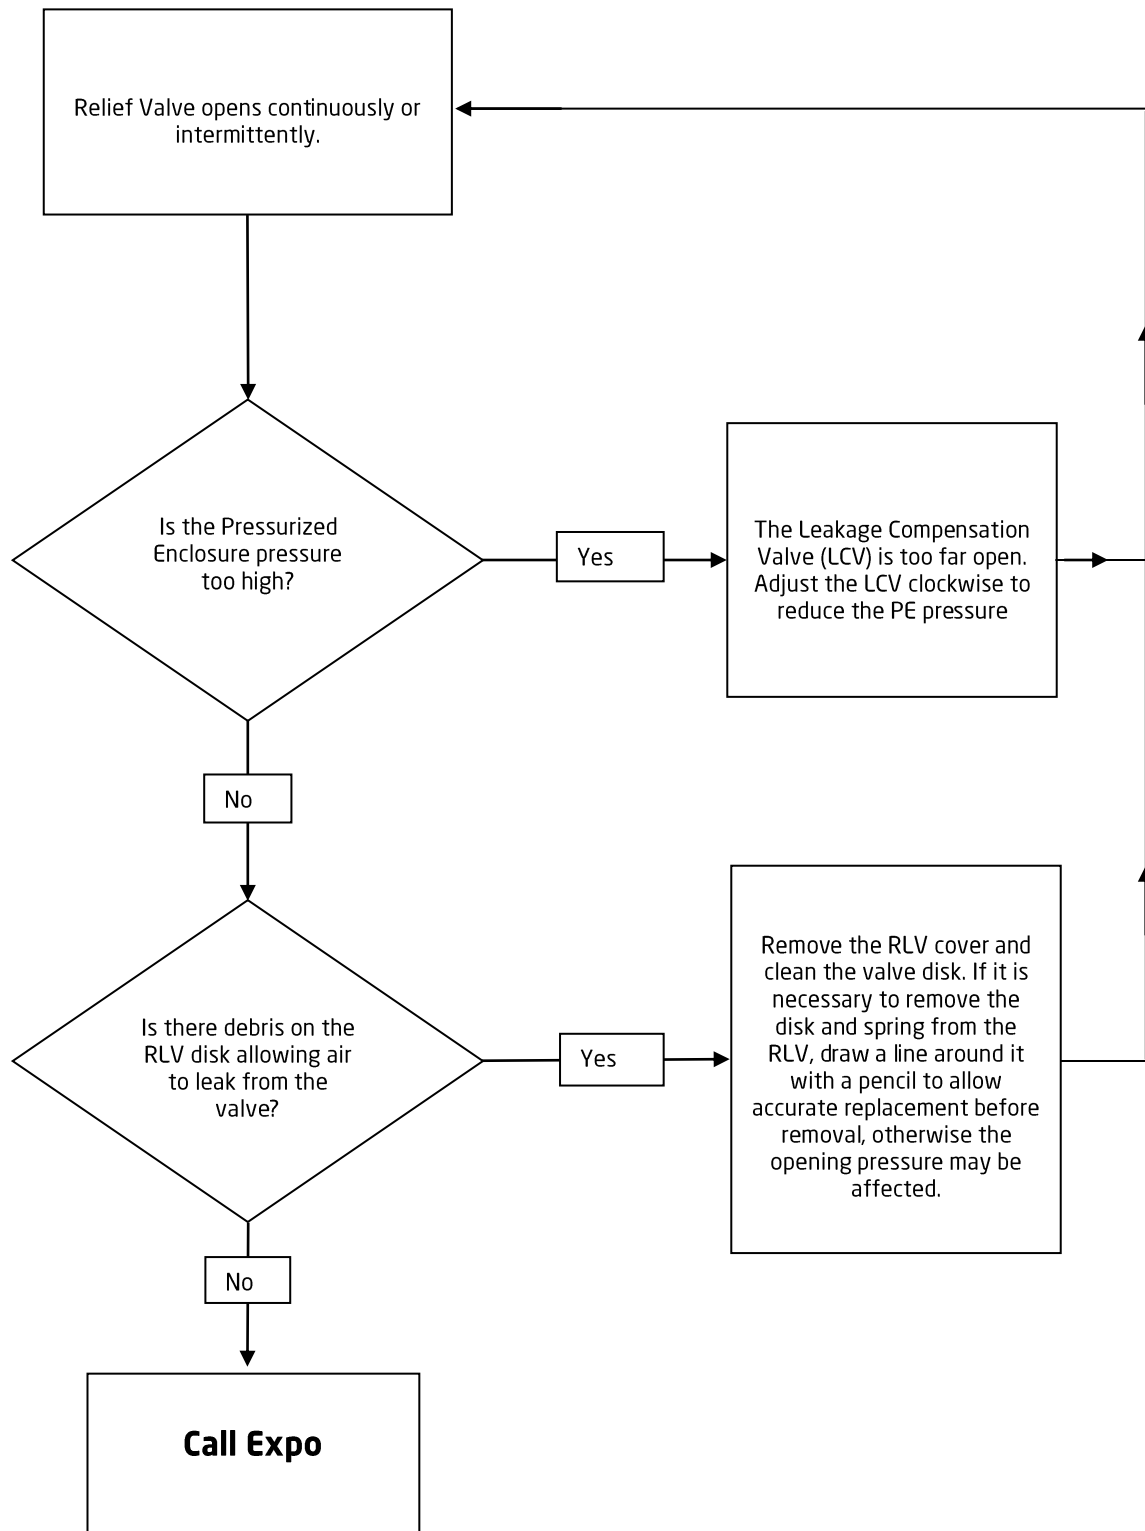 Relief Valve opens continuously or
intermittently.
Is the Pressurized
Enclosure pressure
too high?
Yes
The Leakage Compensation
Valve (LCV) is too far open.
Adjust the LCV clockwise to
reduce the PE pressure
No
Is there debris on the
RLV disk allowing air
to leak from the
valve?
Yes
Remove the RLV cover and
clean the valve disk. If it is
necessary to remove the
disk and spring from the
RLV, draw a line around it
with a pencil to allow
accurate replacement before
removal, otherwise the
opening pressure may be
affected.
No
Call Expo